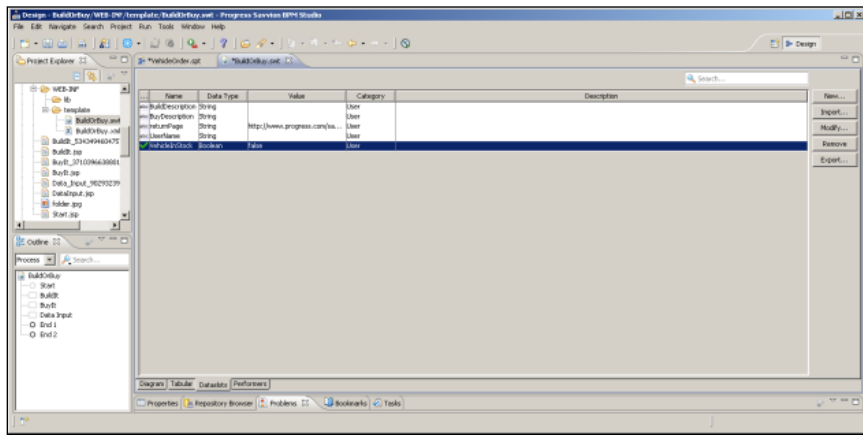 Design - BuildOrBuy/WEB-INF/template/BuildOrBuy.swt - Progress Savvion BPM Studio
File Edit Navigate Search Project Run Tools Window Help
Design
Project Explorer
*VehicleOrder.spt
*BuildOrBuy.swt
WEB-INF
lib
template
BuildOrBuy.swt
BuildOrBuy.xml
BuildIt.jsp
BuyIt.jsp
DataInput.jsp
folder.jpg
Start.jsp
Search...
Name Data Type Value Category Description
BuildDescription String User
BuyDescription String User
returnPage String http://www.progress.com/sa... User
UserName String User
VehicleInStock Boolean false User
New...
Import...
Modify...
Remove
Export...
Outline
Process Search...
BuildOrBuy
Start
BuildIt
BuyIt
Data Input
End 1
End 2
Diagram Tabular Dataslots Performers
Properties Repository Browser Problems Bookmarks Tasks